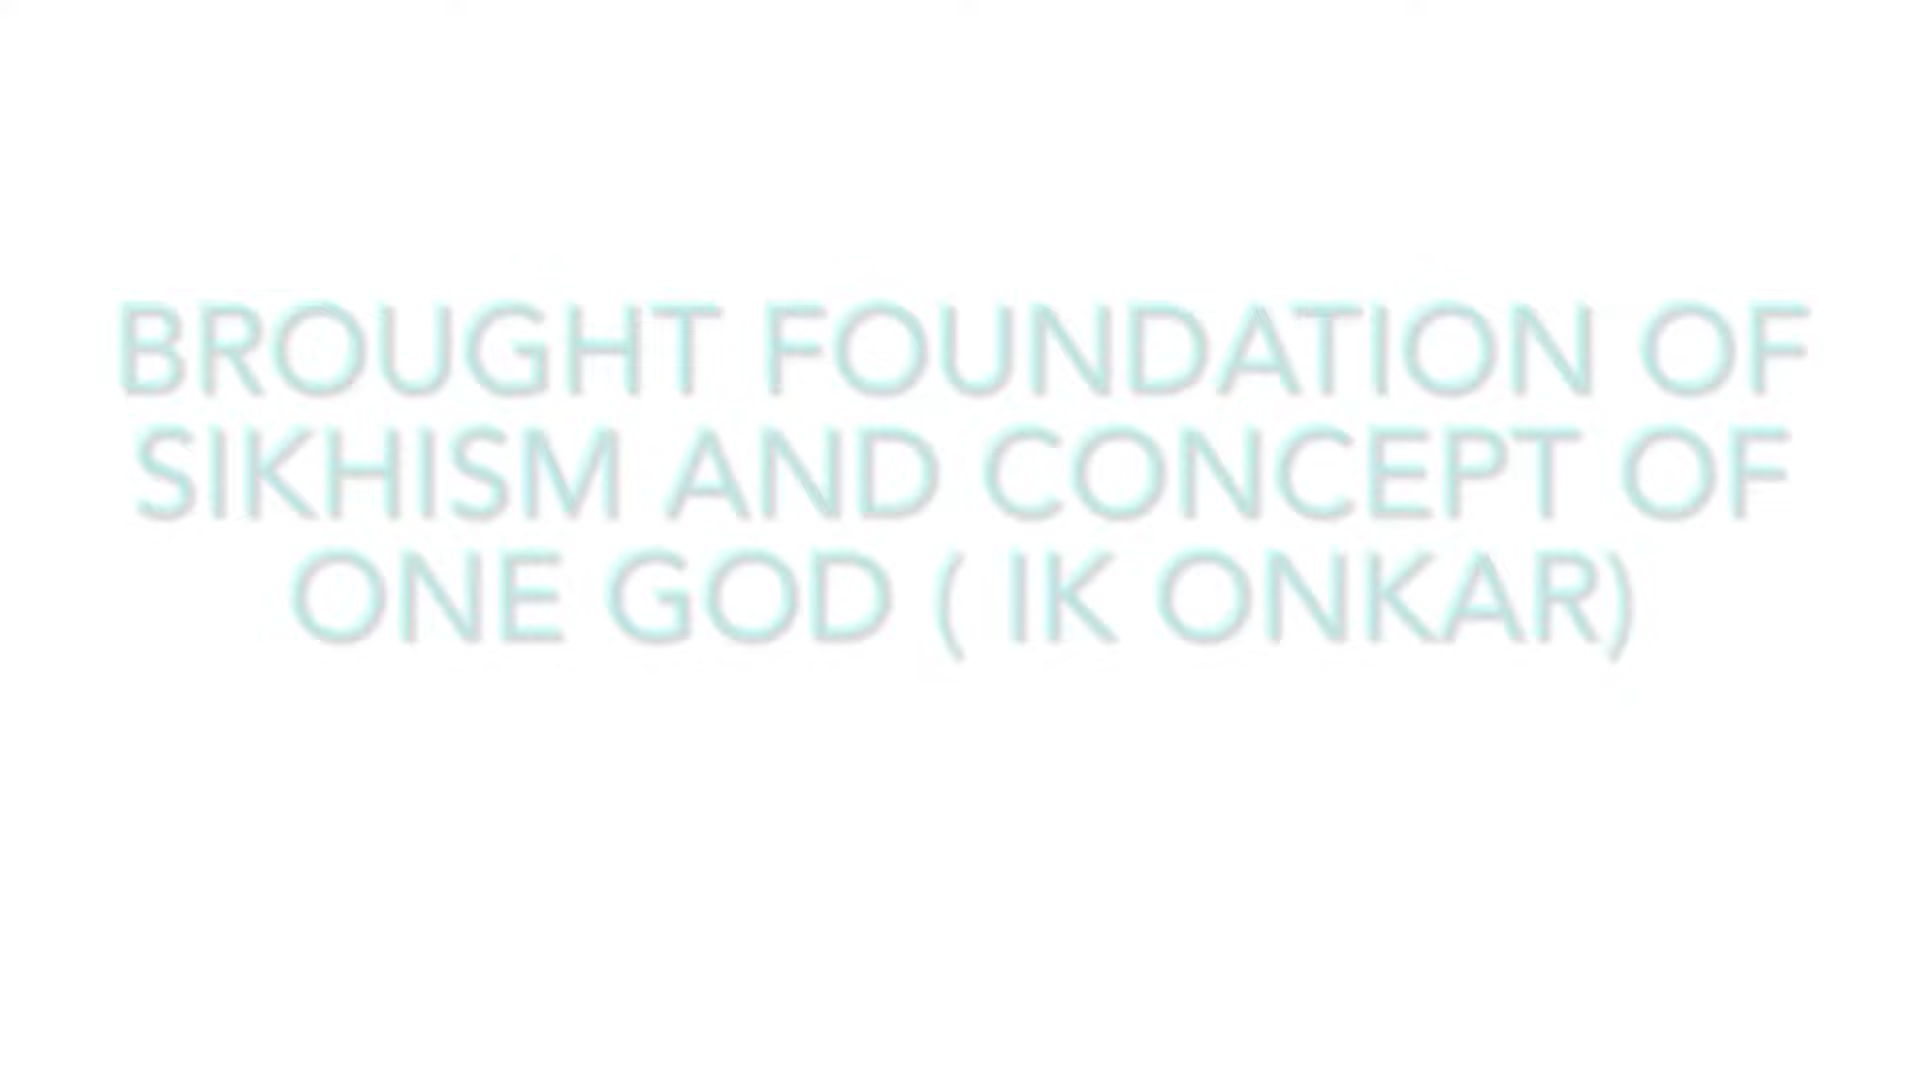 BROUGHT FOUNDATION OF
SIKHISM AND CONCEPT OF
ONE GOD ( IK ONKAR)